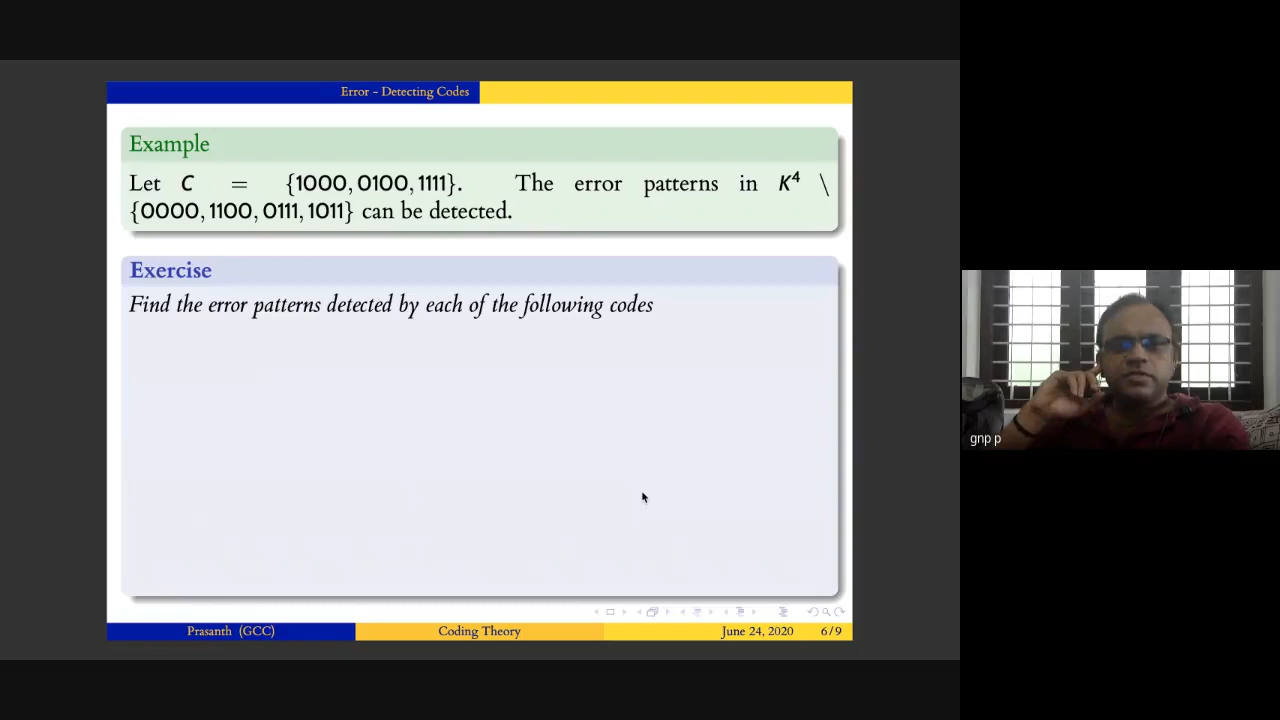 Error - Detecting Codes
Example
Let C = {1000, 0100, 1111}. The error patterns in K⁴ \
{0000, 1100, 0111, 1011} can be detected.
Exercise
Find the error patterns detected by each of the following codes
gnp p
Prasanth (GCC) Coding Theory June 24, 2020 6/9